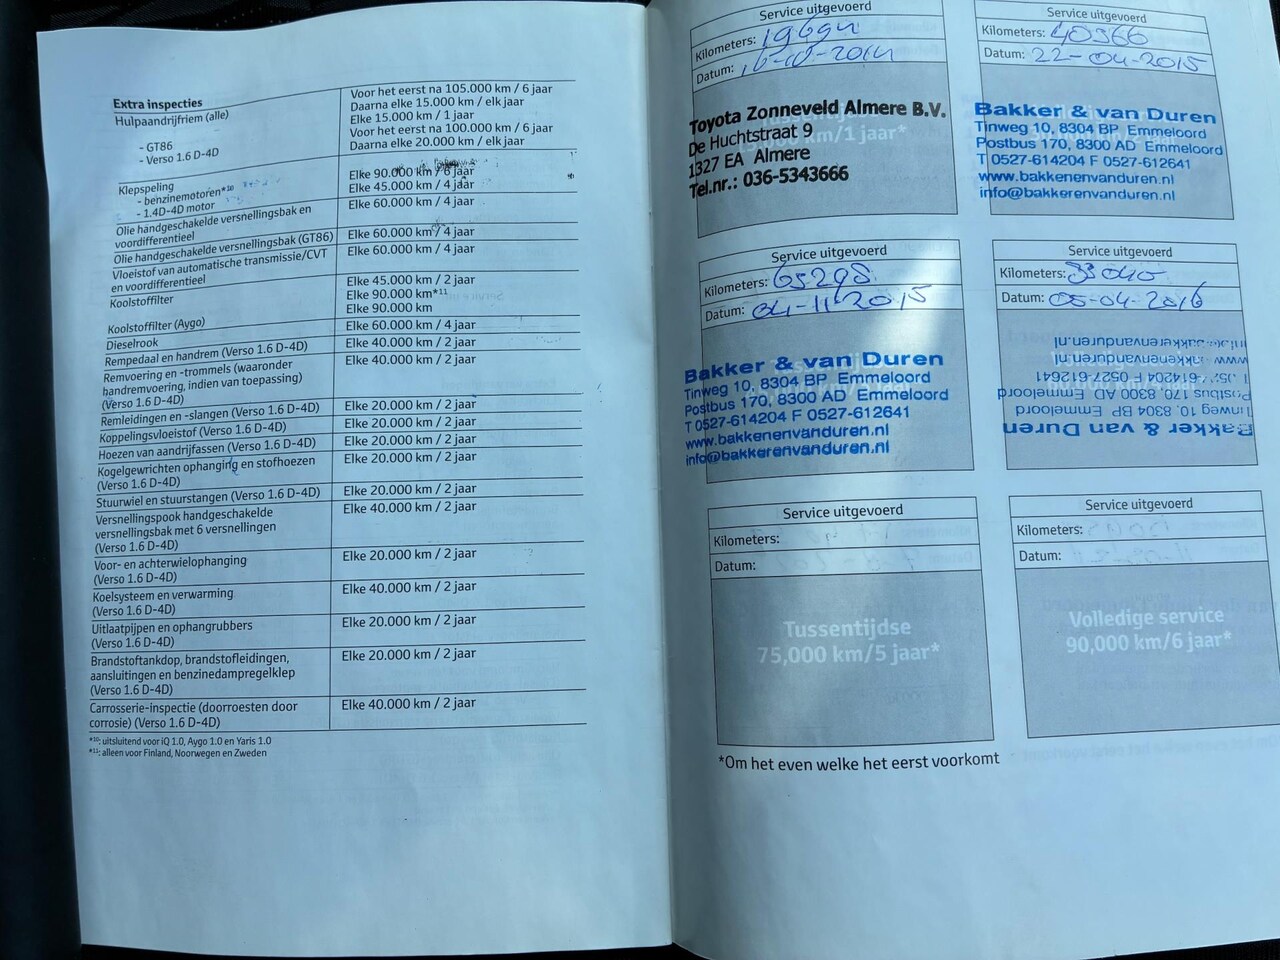 Extra inspecties
Hulpaandrijfriem (alle)
Voor het eerst na 105.000 km / 6 jaar
Daarna elke 15.000 km / elk jaar
Elke 15.000 km / 1 jaar
- GT86
Voor het eerst na 100.000 km / 6 jaar
- Verso 1.6 D-4D
Daarna elke 20.000 km / elk jaar
Klepspeling
- benzinemotoren*¹⁰
Elke 90.000 km / 6 jaar
- 1.4D-4D motor
Elke 45.000 km / 4 jaar
Olie handgeschakelde versnellingsbak en
voordifferentieel
Elke 60.000 km / 4 jaar
Olie handgeschakelde versnellingsbak (GT86)
Elke 60.000 km / 4 jaar
Vloeistof van automatische transmissie/CVT
en voordifferentieel
Elke 60.000 km / 4 jaar
Koolstoffilter
Elke 45.000 km / 2 jaar
Elke 90.000 km*¹¹
Elke 90.000 km
Koolstoffilter (Aygo)
Elke 60.000 km / 4 jaar
Dieselrook
Elke 40.000 km / 2 jaar
Rempedaal en handrem (Verso 1.6 D-4D)
Elke 40.000 km / 2 jaar
Remvoering en -trommels (waaronder
handremvoering, indien van toepassing)
(Verso 1.6 D-4D)
Remleidingen en -slangen (Verso 1.6 D-4D)
Elke 20.000 km / 2 jaar
Koppelingsvloeistof (Verso 1.6 D-4D)
Elke 20.000 km / 2 jaar
Hoezen van aandrijfassen (Verso 1.6 D-4D)
Elke 20.000 km / 2 jaar
Kogelgewrichten ophanging en stofhoezen
(Verso 1.6 D-4D)
Elke 20.000 km / 2 jaar
Stuurwiel en stuurstangen (Verso 1.6 D-4D)
Elke 20.000 km / 2 jaar
Versnellingspook handgeschakelde
versnellingsbak met 6 versnellingen
(Verso 1.6 D-4D)
Elke 40.000 km / 2 jaar
Voor- en achterwielophanging
(Verso 1.6 D-4D)
Elke 20.000 km / 2 jaar
Koelsysteem en verwarming
(Verso 1.6 D-4D)
Elke 40.000 km / 2 jaar
Uitlaatpijpen en ophangrubbers
(Verso 1.6 D-4D)
Elke 20.000 km / 2 jaar
Brandstoftankdop, brandstofleidingen,
aansluitingen en benzinedampregelklep
(Verso 1.6 D-4D)
Elke 20.000 km / 2 jaar
Carrosserie-inspectie (doorroesten door
corrosie) (Verso 1.6 D-4D)
Elke 40.000 km / 2 jaar
*¹⁰: uitsluitend voor iQ 1.0, Aygo 1.0 en Yaris 1.0
*¹¹: alleen voor Finland, Noorwegen en Zweden
Service uitgevoerd
Kilometers:
Datum: 16-10-2014
km/1 jaar*
Toyota Zonneveld Almere B.V.
De Huchtstraat 9
1327 EA Almere
Tel.nr.: 036-5343666
Service uitgevoerd
Kilometers: 40366
Datum: 22-04-2015
Bakker & van Duren
Tinweg 10, 8304 BP Emmeloord
Postbus 170, 8300 AD Emmeloord
T 0527-614204 F 0527-612641
www.bakkenenvanduren.nl
info@bakkerenvanduren.nl
Service uitgevoerd
Kilometers: 65298
Datum: 04-11-2015
Bakker & van Duren
Tinweg 10, 8304 BP Emmeloord
Postbus 170, 8300 AD Emmeloord
T 0527-614204 F 0527-612641
www.bakkenenvanduren.nl
info@bakkerenvanduren.nl
Service uitgevoerd
Kilometers:
Datum: 05-04-2016
Bakker & van Duren
Tinweg 10, 8304 BP Emmeloord
Postbus 170, 8300 AD Emmeloord
F 0527-612641
Service uitgevoerd
Kilometers:
Datum:
Tussentijdse
75,000 km/5 jaar*
Service uitgevoerd
Kilometers:
Datum:
Volledige service
90,000 km/6 jaar*
*Om het even welke het eerst voorkomt